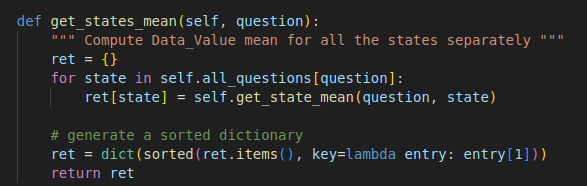 def get_states_mean(self, question):
    """ Compute Data_Value mean for all the states separately """
    ret = {}
    for state in self.all_questions[question]:
        ret[state] = self.get_state_mean(question, state)

    # generate a sorted dictionary
    ret = dict(sorted(ret.items(), key=lambda entry: entry[1]))
    return ret